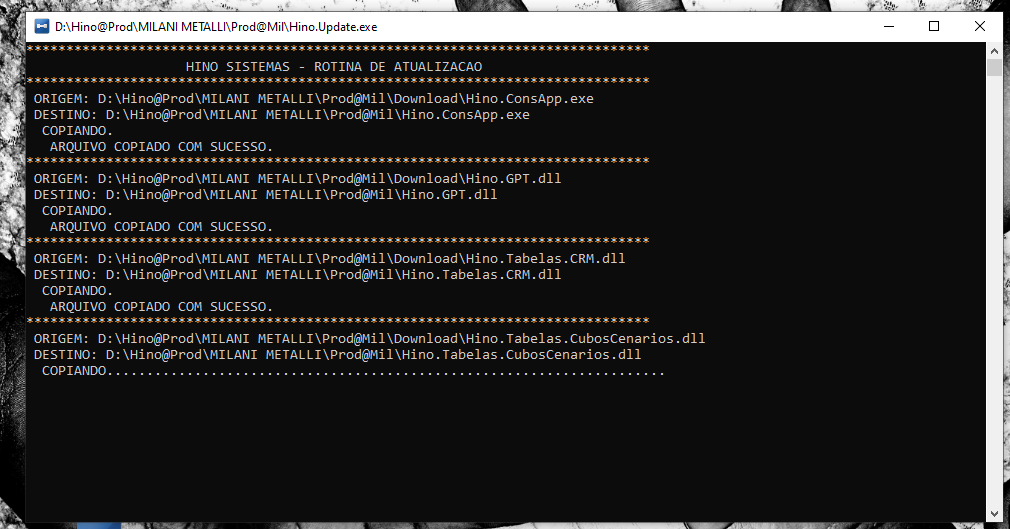 D:\Hino@Prod\MILANI METALLI\Prod@Mil\Hino.Update.exe
******************************************************************************
HINO SISTEMAS - ROTINA DE ATUALIZACAO
******************************************************************************
ORIGEM: D:\Hino@Prod\MILANI METALLI\Prod@Mil\Download\Hino.ConsApp.exe
DESTINO: D:\Hino@Prod\MILANI METALLI\Prod@Mil\Hino.ConsApp.exe
COPIANDO.
ARQUIVO COPIADO COM SUCESSO.
******************************************************************************
ORIGEM: D:\Hino@Prod\MILANI METALLI\Prod@Mil\Download\Hino.GPT.dll
DESTINO: D:\Hino@Prod\MILANI METALLI\Prod@Mil\Hino.GPT.dll
COPIANDO.
ARQUIVO COPIADO COM SUCESSO.
******************************************************************************
ORIGEM: D:\Hino@Prod\MILANI METALLI\Prod@Mil\Download\Hino.Tabelas.CRM.dll
DESTINO: D:\Hino@Prod\MILANI METALLI\Prod@Mil\Hino.Tabelas.CRM.dll
COPIANDO.
ARQUIVO COPIADO COM SUCESSO.
******************************************************************************
ORIGEM: D:\Hino@Prod\MILANI METALLI\Prod@Mil\Download\Hino.Tabelas.CubosCenarios.dll
DESTINO: D:\Hino@Prod\MILANI METALLI\Prod@Mil\Hino.Tabelas.CubosCenarios.dll
COPIANDO......................................................................